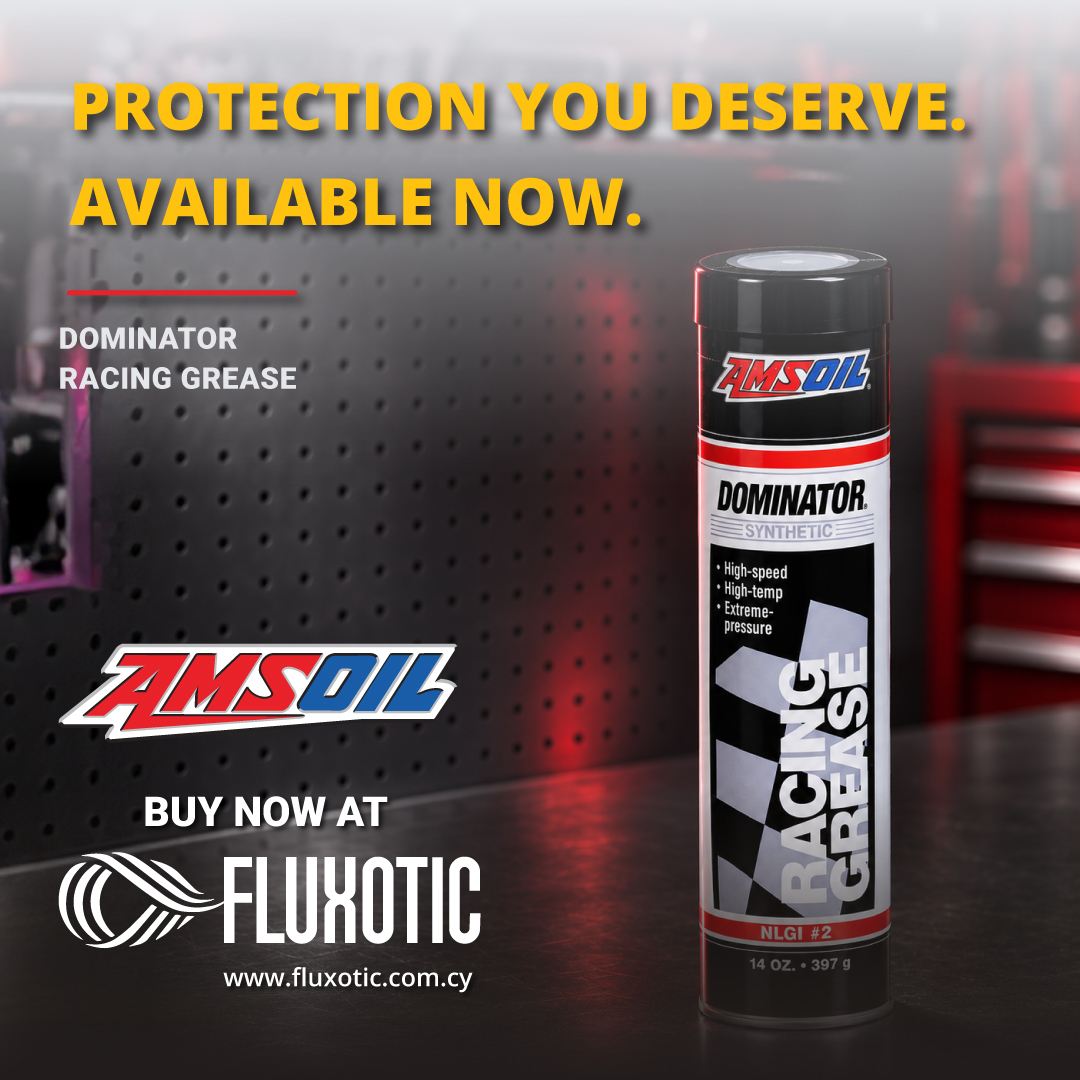 PROTECTION YOU DESERVE.
AVAILABLE NOW.
DOMINATOR
RACING GREASE
AMSOIL
BUY NOW AT
FLUXOTIC
www.fluxotic.com.cy
AMSOIL®
DOMINATOR®
SYNTHETIC
• High-speed
• High-temp
• Extreme-
pressure
RACING
GREASE
NLGI #2
14 OZ. • 397 g